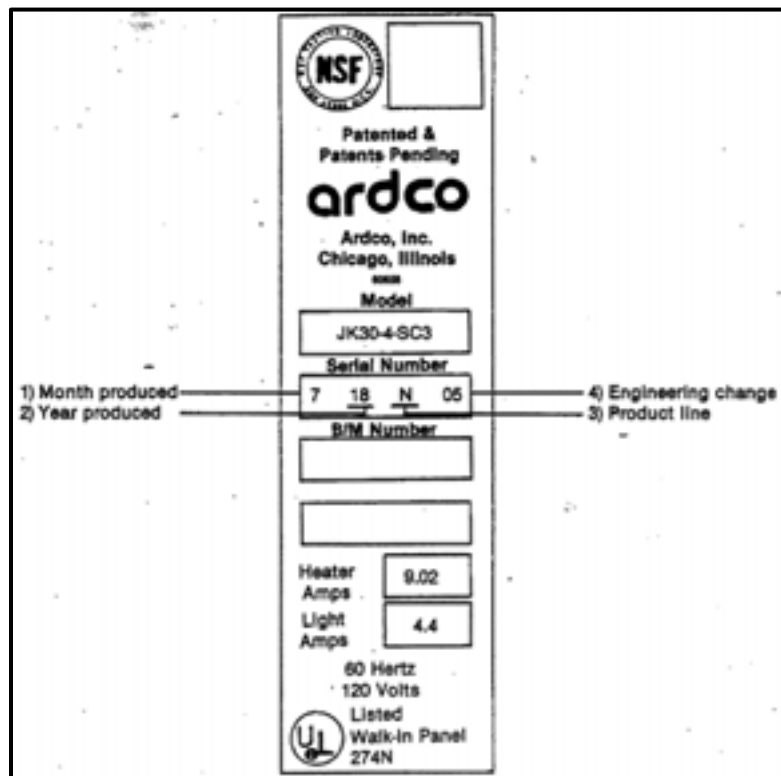 NSF
Patented &
Patents Pending
ardco
Ardco, Inc.
Chicago, Illinois
Model
JK30-4-SC3
Serial Number
1) Month produced 7 18 N 05 4) Engineering change
2) Year produced 3) Product line
B/M Number
Heater 9.02
Amps
Light 4.4
Amps
60 Hertz
120 Volts
UL Listed
Walk-In Panel
274N